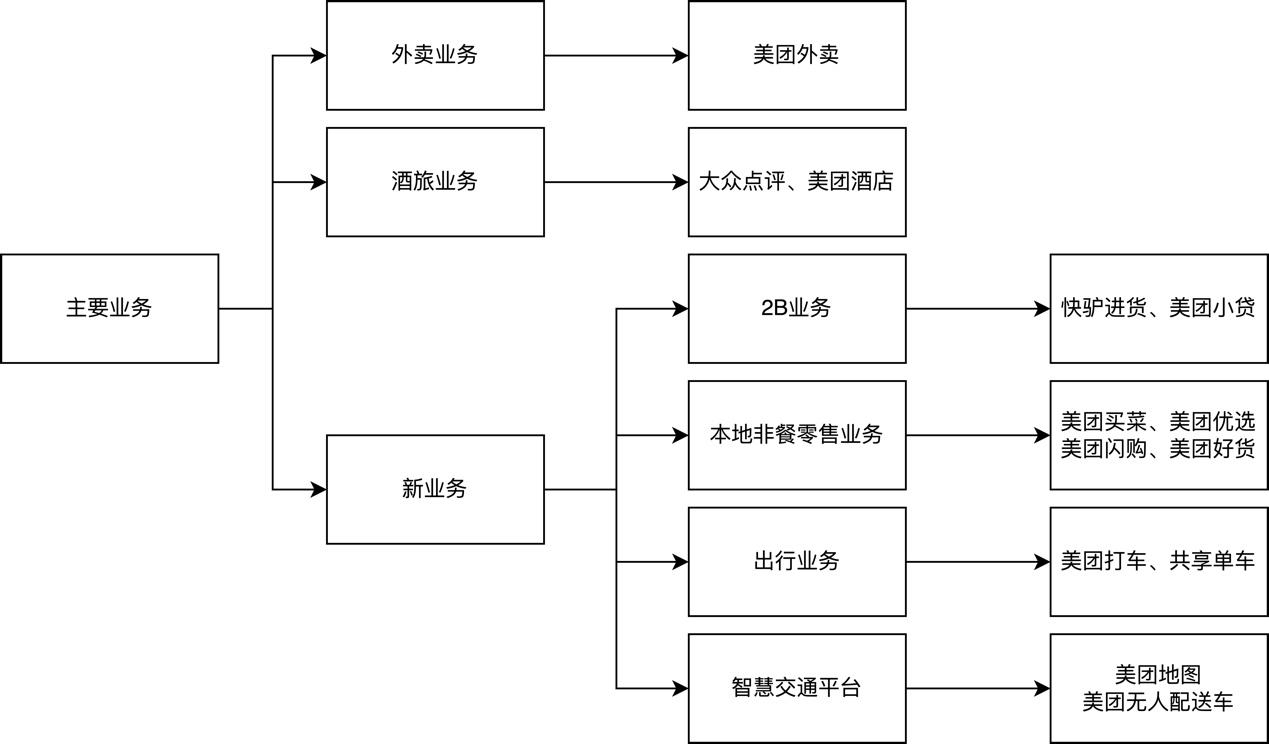 外卖业务
美团外卖
酒旅业务
大众点评、美团酒店
主要业务
2B业务
快驴进货、美团小贷
本地非餐零售业务
美团买菜、美团优选
美团闪购、美团好货
新业务
出行业务
美团打车、共享单车
智慧交通平台
美团地图
美团无人配送车